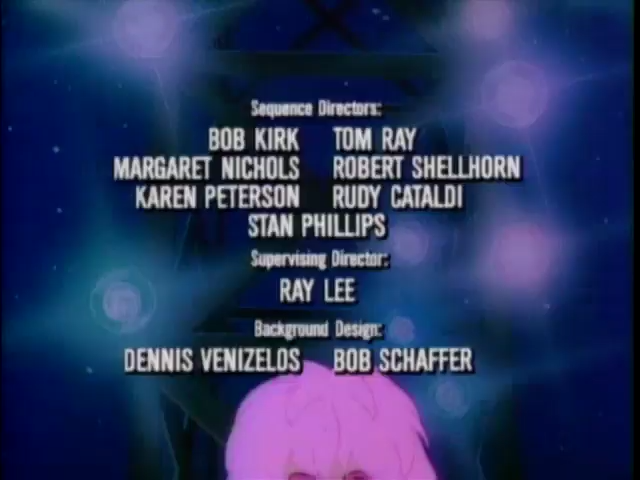 Sequence Directors:
BOB KIRK TOM RAY
MARGARET NICHOLS ROBERT SHELLHORN
KAREN PETERSON RUDY CATALDI
STAN PHILLIPS
Supervising Director:
RAY LEE
Background Design:
DENNIS VENIZELOS BOB SCHAFFER